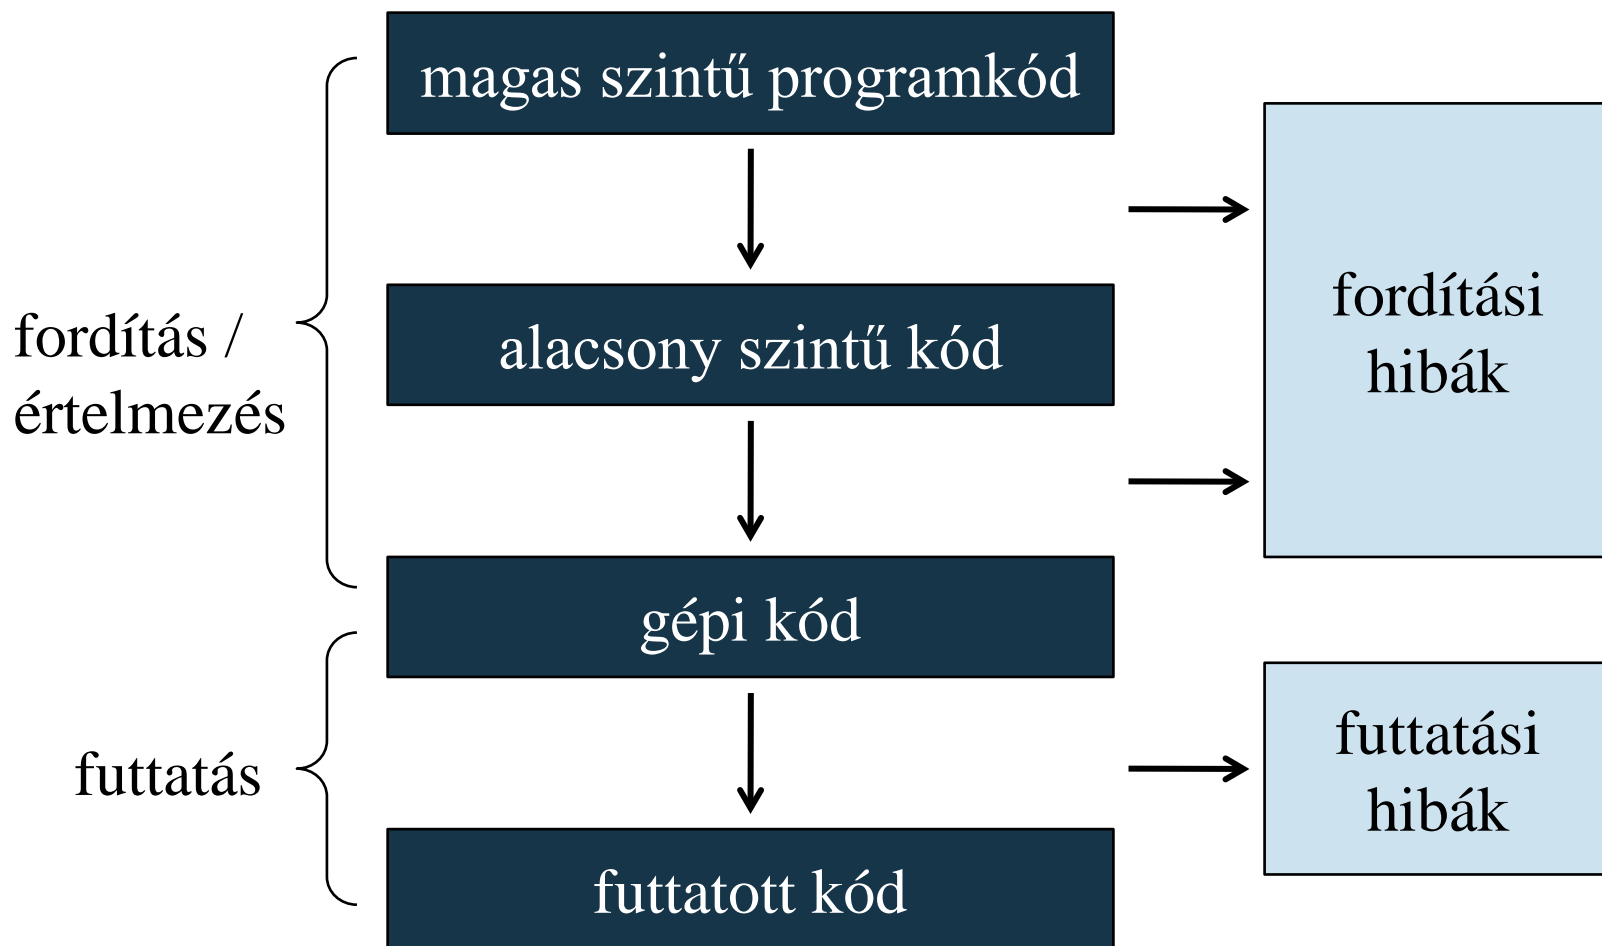 magas szintű programkód
fordítás /
értelmezés
alacsony szintű kód
fordítási
hibák
gépi kód
futtatás
futtatási
hibák
futtatott kód